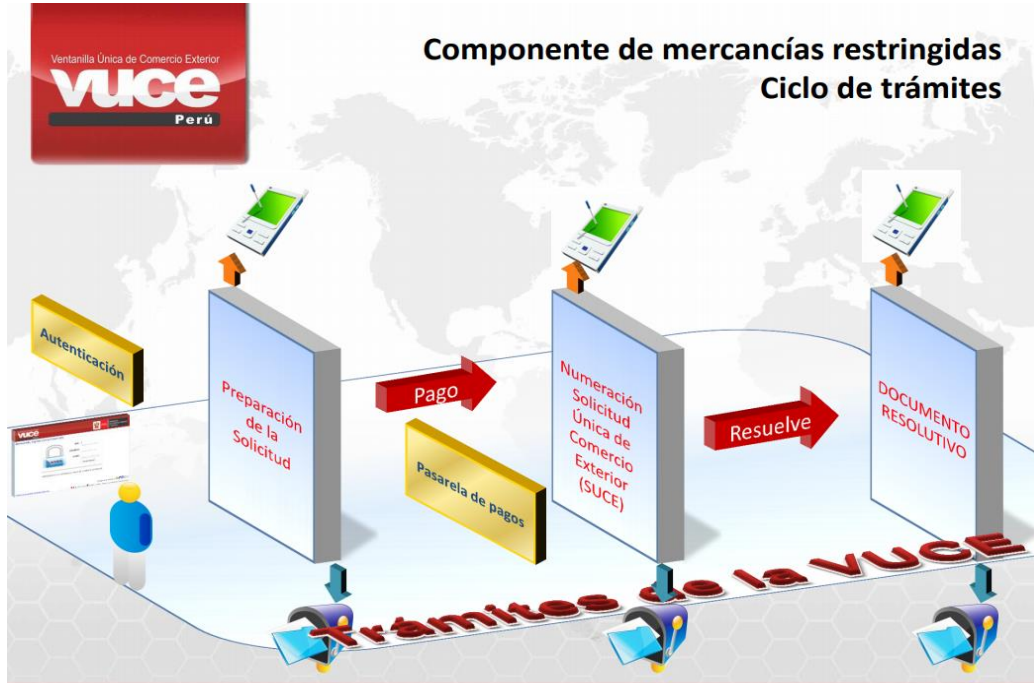 Ventanilla Única de Comercio Exterior
vuce
Perú
Componente de mercancías restringidas
Ciclo de trámites
Autenticación
vuce
Preparación
de la
Solicitud
Pago
Pasarela de pagos
Numeración
Solicitud
Única de
Comercio
Exterior
(SUCE)
Resuelve
DOCUMENTO
RESOLUTIVO
Trámites de la VUCE